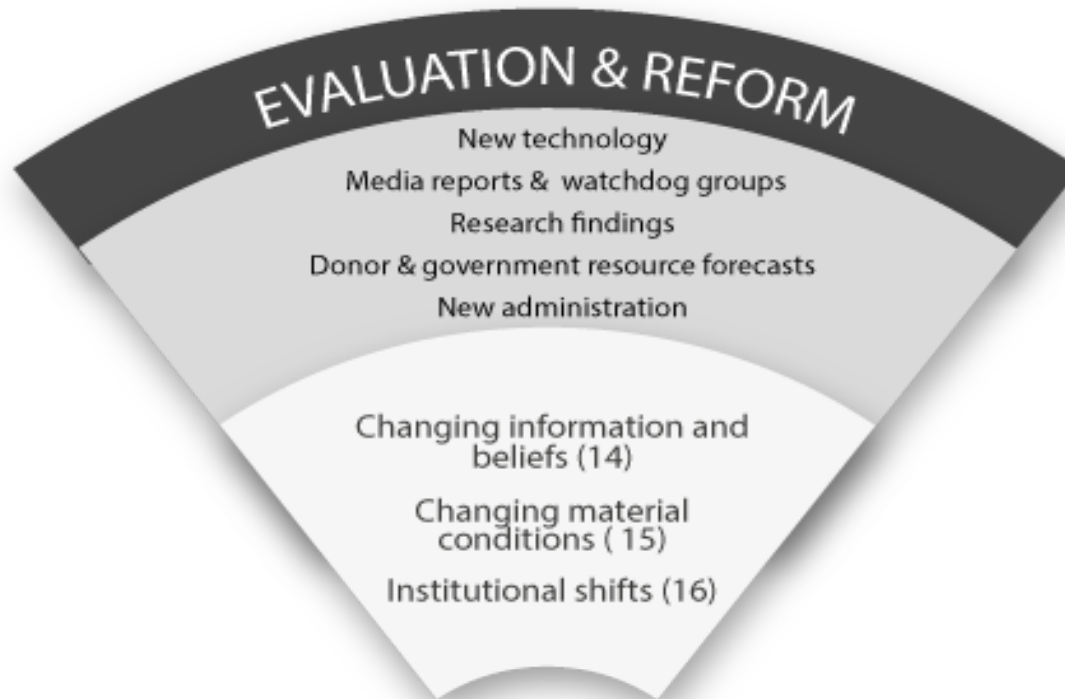 EVALUATION & REFORM
New technology
Media reports & watchdog groups
Research findings
Donor & government resource forecasts
New administration
Changing information and
beliefs (14)
Changing material
conditions ( 15)
Institutional shifts (16)